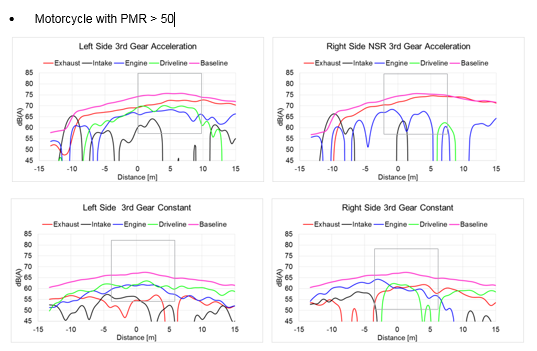 • Motorcycle with PMR > 50
Left Side 3rd Gear Acceleration
Exhaust Intake Engine Driveline Baseline
85
80
75
70
65
60
55
50
45
dB(A)
-15 -10 -5 0 5 10 15
Distance [m]
Right Side NSR 3rd Gear Acceleration
Exhaust Intake Engine Driveline Baseline
85
80
75
70
65
60
55
50
45
dB(A)
-15 -10 -5 0 5 10 15
Distance [m]
Left Side 3rd Gear Constant
Exhaust Intake Engine Driveline Baseline
85
80
75
70
65
60
55
50
45
dB(A)
-15 -10 -5 0 5 10 15
Distance [m]
Right Side 3rd Gear Constant
Exhaust Intake Engine Driveline Baseline
85
80
75
70
65
60
55
50
45
dB(A)
-15 -10 -5 0 5 10 15
Distance [m]